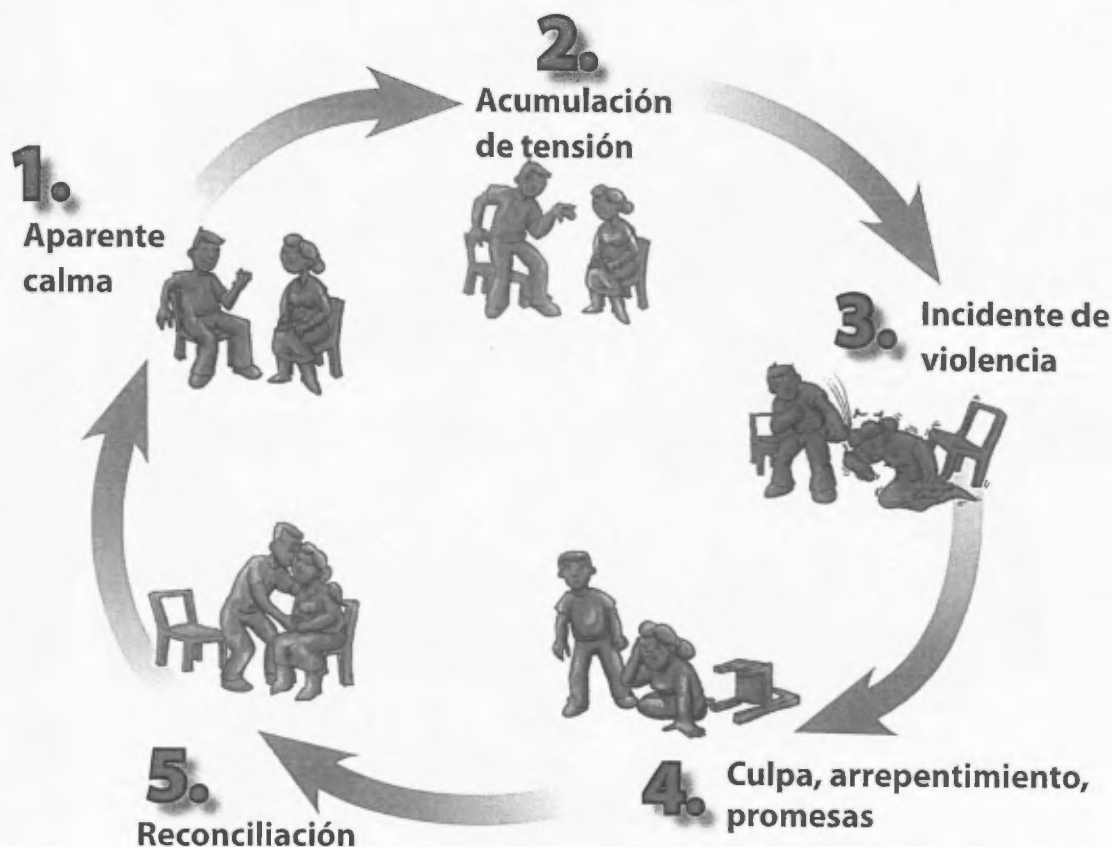 1.
Aparente
calma
2.
Acumulación
de tensión
3.
Incidente de
violencia
4.
Culpa, arrepentimiento,
promesas
5.
Reconciliación